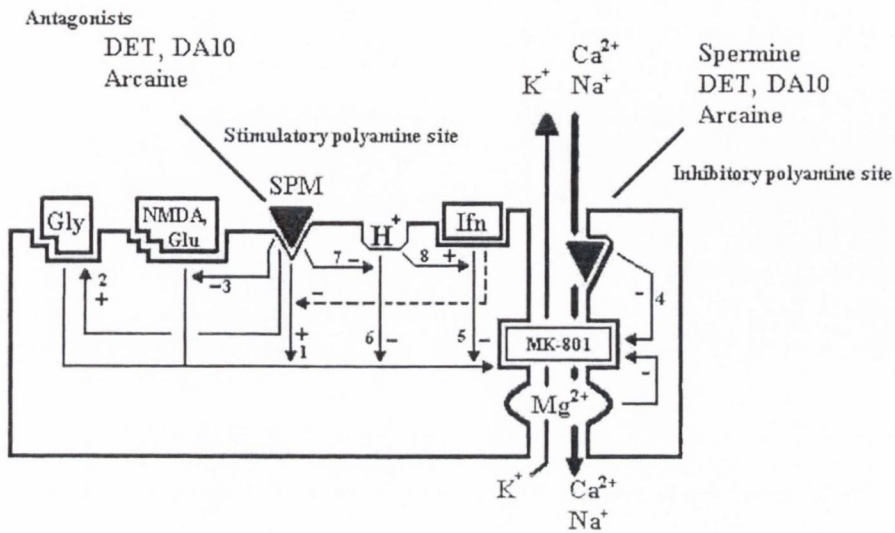 Antagonists
DET, DA10
Arcaine
Stimulatory polyamine site
SPM
K⁺
Ca²⁺
Na⁺
Spermine
DET, DA10
Arcaine
Inhibitory polyamine site
Gly
NMDA,
Glu
H⁺
Ifn
2
+
−3
7 −
8 +
−
+
1
6 −
5 −
− 4
MK-801
−
Mg²⁺
K⁺
Ca²⁺
Na⁺